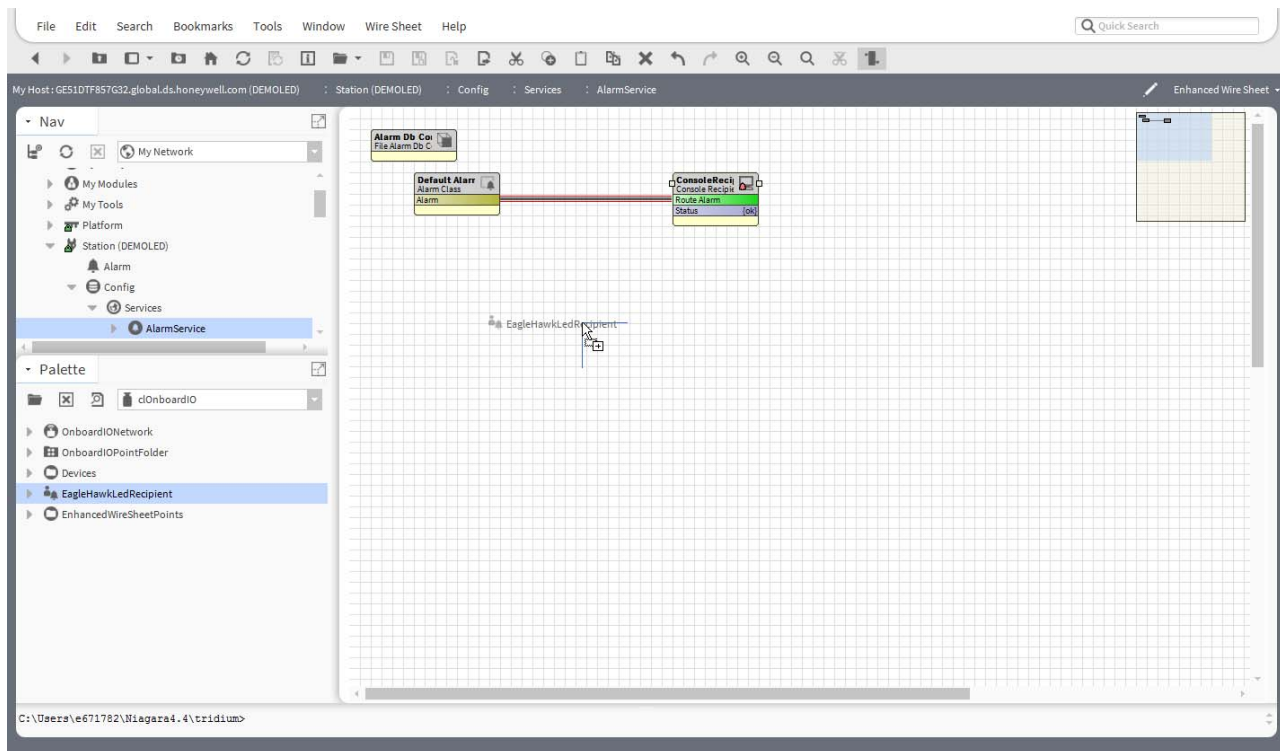 File Edit Search Bookmarks Tools Window Wire Sheet Help
Quick Search
My Host : GE51DTF857G32.global.ds.honeywell.com (DEMOLED) : Station (DEMOLED) : Config : Services : AlarmService
Enhanced Wire Sheet
Nav
My Network
My Modules
My Tools
Platform
Station (DEMOLED)
Alarm
Config
Services
AlarmService
Palette
clOnboardIO
OnboardIONetwork
OnboardIOPointFolder
Devices
EagleHawkLedRecipient
EnhancedWireSheetPoints
Alarm Db Co
File Alarm Db C
Default Alarr
Alarm Class
Alarm
ConsoleReci
Console Recipie
Route Alarm
Status {ok}
EagleHawkLedRecipient
C:\Users\e671782\Niagara4.4\tridium>